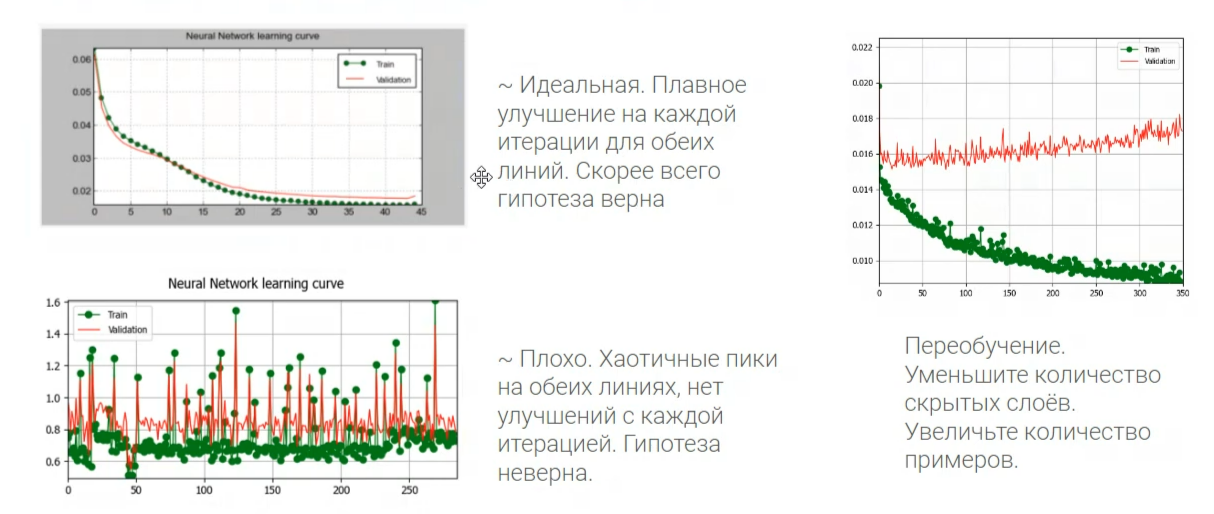 Neural Network learning curve
Train
Validation
0.06
0.05
0.04
0.03
0.02
0 5 10 15 20 25 30 35 40 45
~ Идеальная. Плавное
улучшение на каждой
итерации для обеих
линий. Скорее всего
гипотеза верна
Neural Network learning curve
Train
Validation
1.6
1.4
1.2
1.0
0.8
0.6
0 50 100 150 200 250
~ Плохо. Хаотичные пики
на обеих линиях, нет
улучшений с каждой
итерацией. Гипотеза
неверна.
Train
Validation
0.022
0.020
0.018
0.016
0.014
0.012
0.010
0 50 100 150 200 250 300 350
Переобучение.
Уменьшите количество
скрытых слоёв.
Увеличьте количество
примеров.